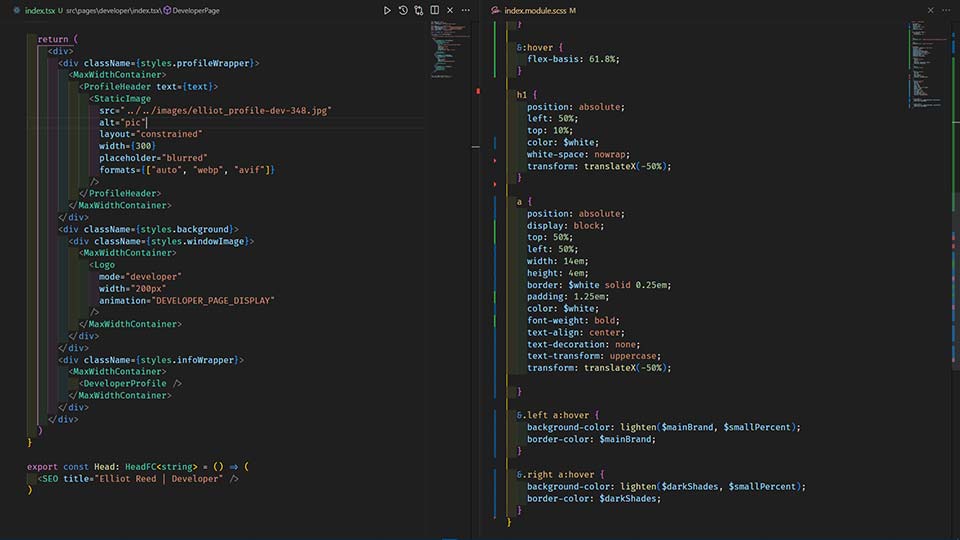 index.tsx U src\pages\developer\index.tsx\DeveloperPage
return (
<div>
<div className={styles.profileWrapper}>
<MaxWidthContainer>
<ProfileHeader text={text}>
<StaticImage
src="../../images/elliot_profile-dev-348.jpg"
alt="pic"
layout="constrained"
width={300}
placeholder="blurred"
formats={["auto", "webp", "avif"]}
/>
</ProfileHeader>
</MaxWidthContainer>
</div>
<div className={styles.background}>
<div className={styles.windowImage}>
<MaxWidthContainer>
<Logo
mode="developer"
width="200px"
animation="DEVELOPER_PAGE_DISPLAY"
/>
</MaxWidthContainer>
</div>
</div>
<div className={styles.infoWrapper}>
<MaxWidthContainer>
<DeveloperProfile />
</MaxWidthContainer>
</div>
</div>
)
}
export const Head: HeadFC<string> = () => (
<SEO title="Elliot Reed | Developer" />
)
index.module.scss M
}
&:hover {
flex-basis: 61.8%;
}
h1 {
position: absolute;
left: 50%;
top: 10%;
color: $white;
white-space: nowrap;
transform: translateX(-50%);
}
a {
position: absolute;
display: block;
top: 50%;
left: 50%;
width: 14em;
height: 4em;
border: $white solid 0.25em;
padding: 1.25em;
color: $white;
font-weight: bold;
text-align: center;
text-decoration: none;
text-transform: uppercase;
transform: translateX(-50%);
}
&.left a:hover {
background-color: lighten($mainBrand, $smallPercent);
border-color: $mainBrand;
}
&.right a:hover {
background-color: lighten($darkShades, $smallPercent);
border-color: $darkShades;
}
}